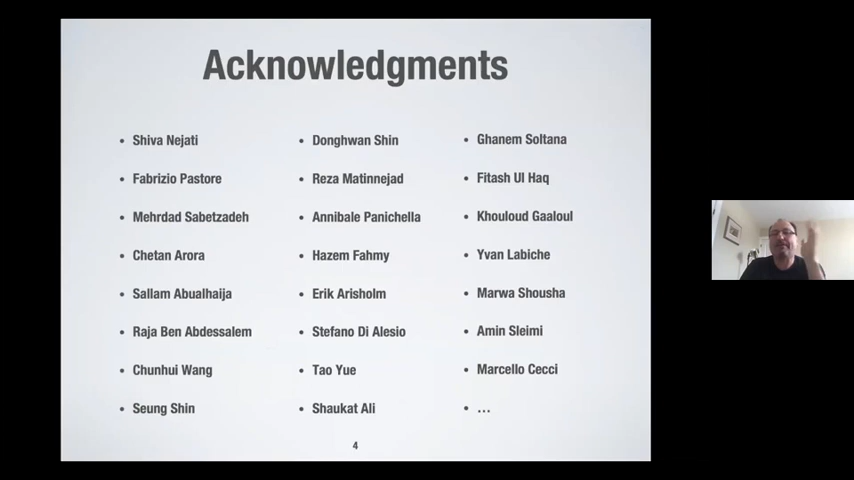 Acknowledgments
• Shiva Nejati
• Fabrizio Pastore
• Mehrdad Sabetzadeh
• Chetan Arora
• Sallam Abualhaija
• Raja Ben Abdessalem
• Chunhui Wang
• Seung Shin
• Donghwan Shin
• Reza Matinnejad
• Annibale Panichella
• Hazem Fahmy
• Erik Arisholm
• Stefano Di Alesio
• Tao Yue
• Shaukat Ali
• Ghanem Soltana
• Fitash Ul Haq
• Khouloud Gaaloul
• Yvan Labiche
• Marwa Shousha
• Amin Sleimi
• Marcello Cecci
• ...
4